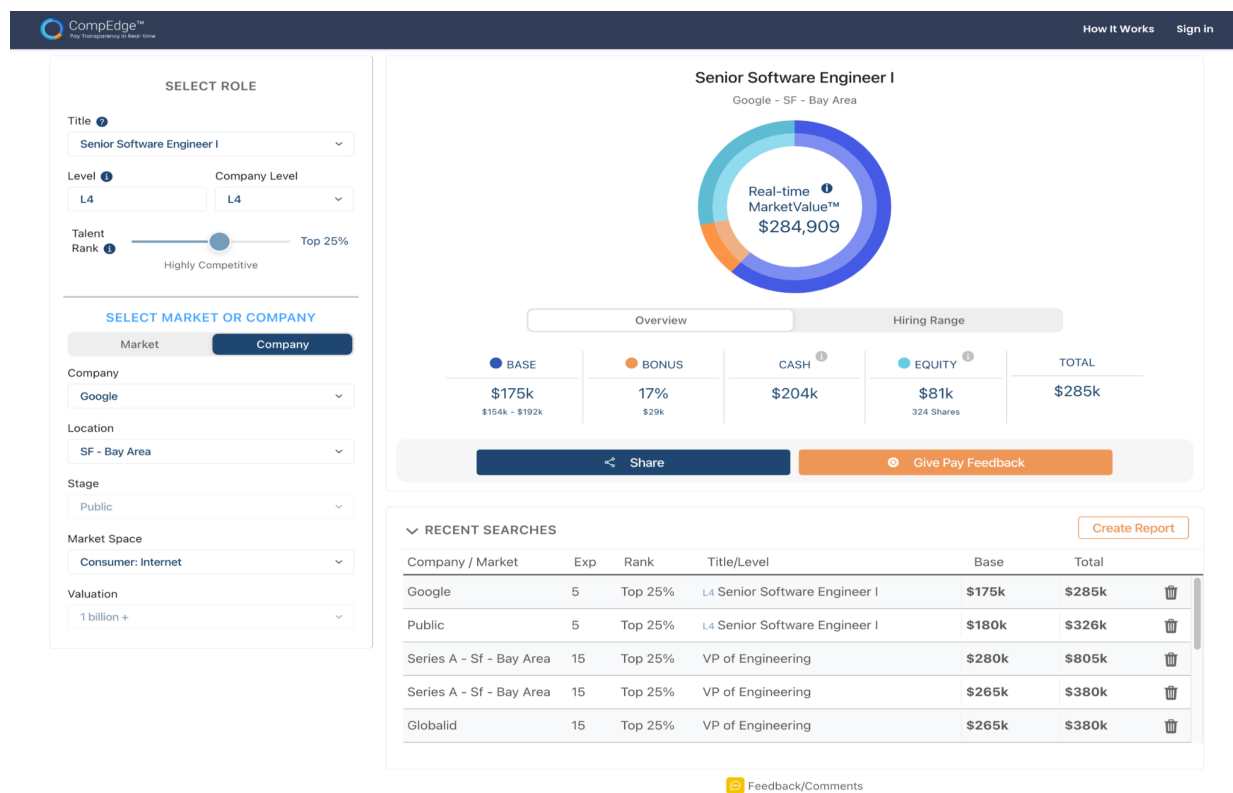 CompEdge™
Pay Transparency in Real-time
How It Works
Sign in
SELECT ROLE
Title
Senior Software Engineer I
Level
Company Level
L4
L4
Talent
Rank
Top 25%
Highly Competitive
SELECT MARKET OR COMPANY
Market
Company
Company
Google
Location
SF - Bay Area
Stage
Public
Market Space
Consumer: Internet
Valuation
1 billion +
Senior Software Engineer I
Google - SF - Bay Area
Real-time
MarketValue™
$284,909
Overview
Hiring Range
BASE
BONUS
CASH
EQUITY
TOTAL
$175k
17%
$204k
$81k
$285k
$154k - $192k
$29k
324 Shares
Share
Give Pay Feedback
RECENT SEARCHES
Create Report
Company / Market Exp Rank Title/Level Base Total
Google 5 Top 25% L4 Senior Software Engineer I $175k $285k
Public 5 Top 25% L4 Senior Software Engineer I $180k $326k
Series A - Sf - Bay Area 15 Top 25% VP of Engineering $280k $805k
Series A - Sf - Bay Area 15 Top 25% VP of Engineering $265k $380k
Globalid 15 Top 25% VP of Engineering $265k $380k
Feedback/Comments